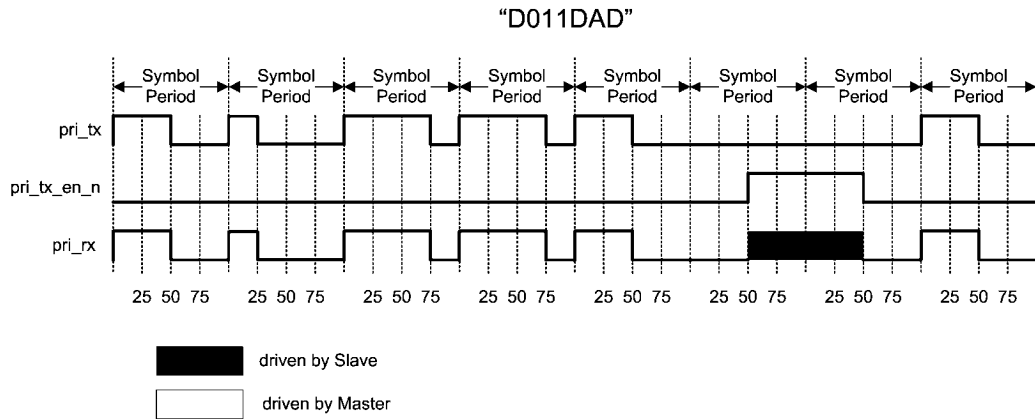 “D011DAD”
Symbol Period Symbol Period Symbol Period Symbol Period Symbol Period Symbol Period Symbol Period Symbol Period
pri_tx
pri_tx_en_n
pri_rx
25 50 75 25 50 75 25 50 75 25 50 75 25 50 75 25 50 75 25 50 75 25 50 75
driven by Slave
driven by Master